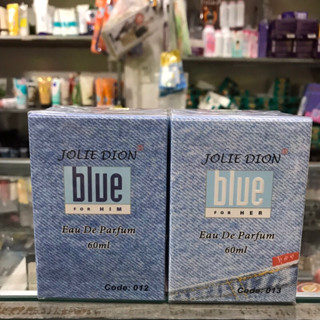 JOLIE DION®
blue
FOR HIM
Eau De Parfum
60ml
Code: 012
JOLIE DION®
blue
FOR HER
Eau De Parfum
60ml
Code: 013